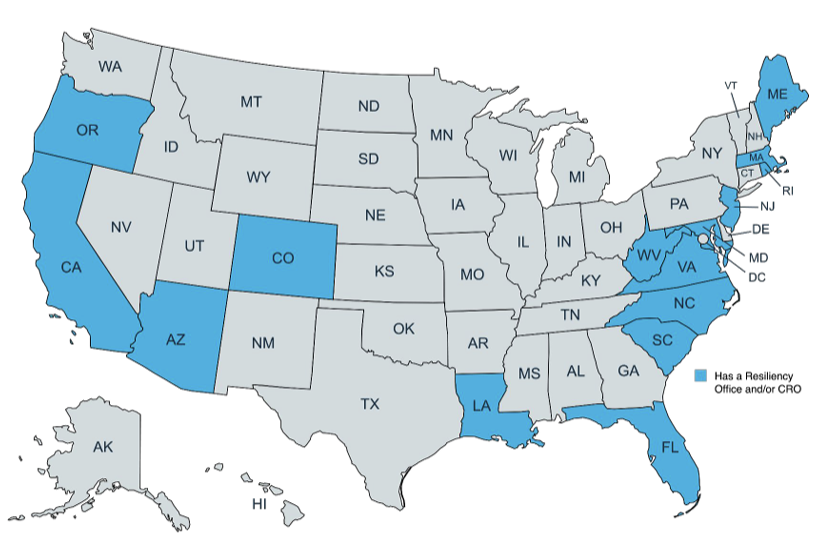 WA
MT
ND
MN
VT
ME
OR
ID
SD
WI
MI
NY
NH
MA
CT
RI
WY
NV
UT
CO
NE
IA
IL
IN
OH
PA
NJ
DE
MD
DC
CA
KS
MO
KY
WV
VA
AZ
NM
OK
AR
TN
NC
SC
TX
LA
MS
AL
GA
FL
AK
HI
Has a Resiliency
Office and/or CRO